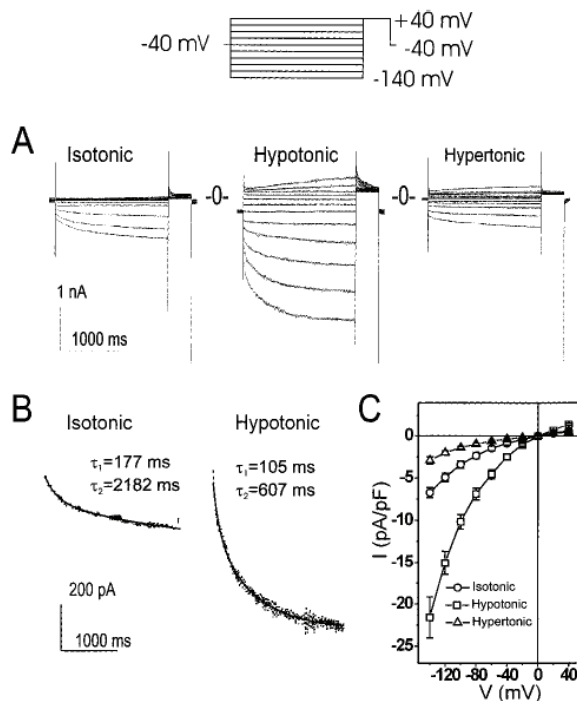 +40 mV
-40 mV
-40 mV
-140 mV
A
Isotonic
Hypotonic
Hypertonic
-0-
-0-
1 nA
1000 ms
B
Isotonic
Hypotonic
τ1=177 ms
τ2=2182 ms
τ1=105 ms
τ2=607 ms
200 pA
1000 ms
C
I (pA/pF)
0
-5
-10
-15
-20
-25
Isotonic
Hypotonic
Hypertonic
-120 -80 -40 0 40
V (mV)